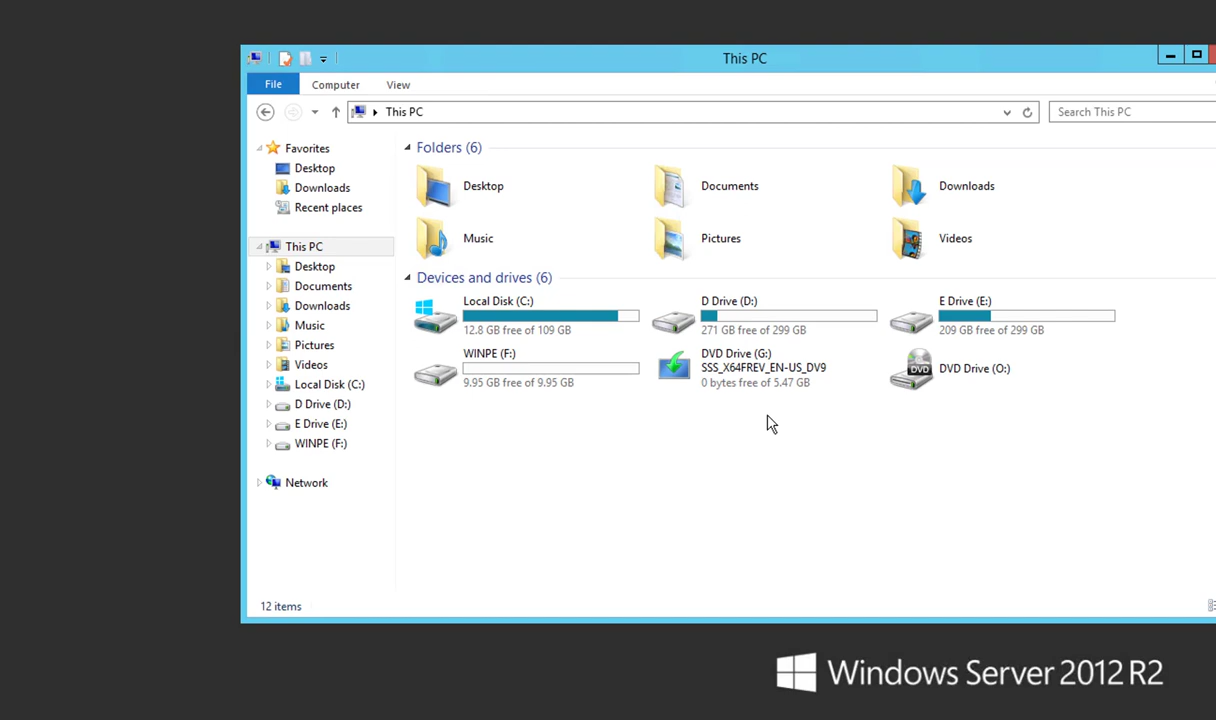 This PC
File Computer View
This PC
Search This PC
Favorites
Desktop
Downloads
Recent places
This PC
Desktop
Documents
Downloads
Music
Pictures
Videos
Local Disk (C:)
D Drive (D:)
E Drive (E:)
WINPE (F:)
Network
Folders (6)
Desktop
Documents
Downloads
Music
Pictures
Videos
Devices and drives (6)
Local Disk (C:)
12.8 GB free of 109 GB
D Drive (D:)
271 GB free of 299 GB
E Drive (E:)
209 GB free of 299 GB
WINPE (F:)
9.95 GB free of 9.95 GB
DVD Drive (G:)
SSS_X64FREV_EN-US_DV9
0 bytes free of 5.47 GB
DVD
DVD Drive (O:)
12 items
Windows Server 2012 R2